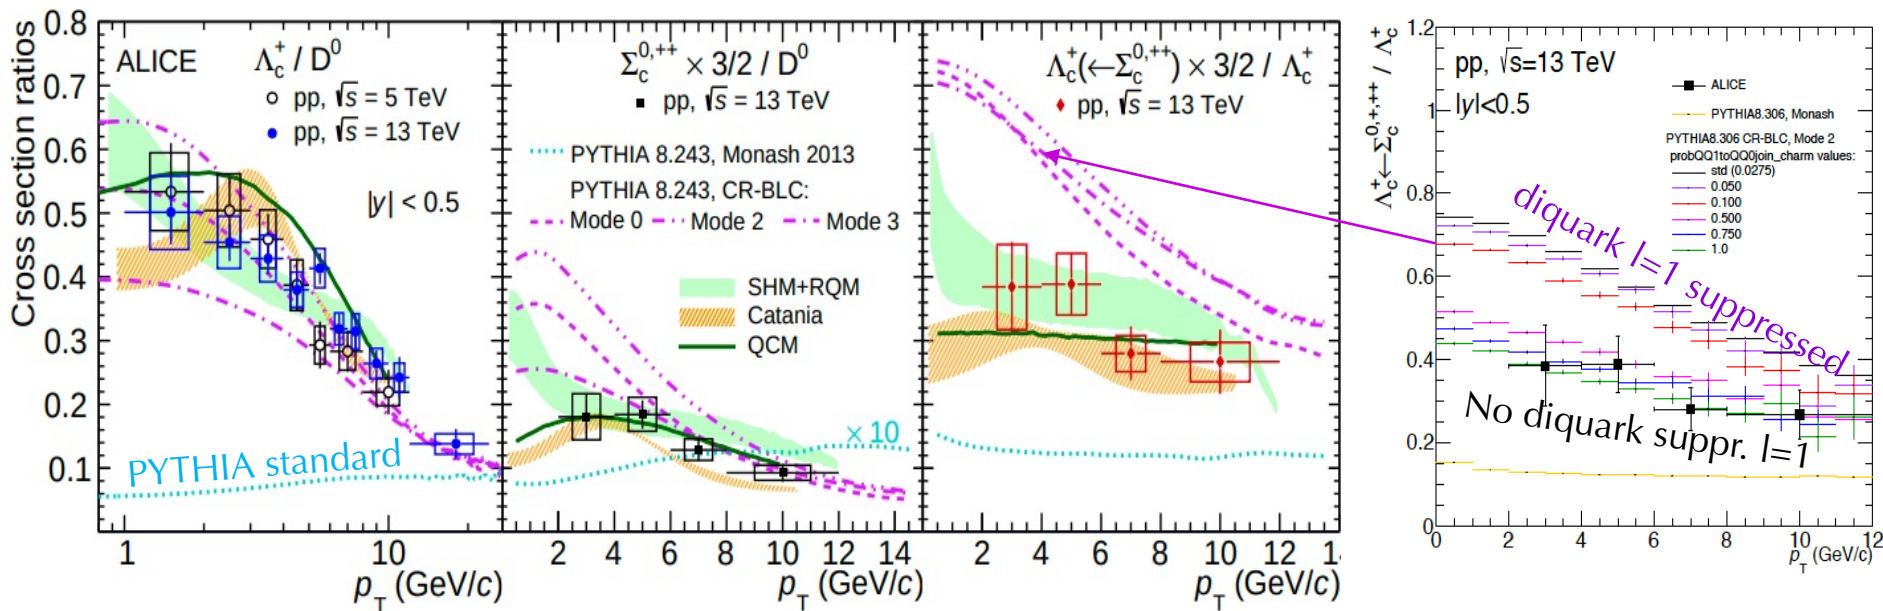 0.8
0.7
0.6
0.5
0.4
0.3
0.2
0.1
Cross section ratios
ALICE
Λc+ / D0
pp, √s = 5 TeV
pp, √s = 13 TeV
|y| < 0.5
PYTHIA standard
1
10
pT (GeV/c)
Σc0,++ × 3/2 / D0
pp, √s = 13 TeV
PYTHIA 8.243, Monash 2013
PYTHIA 8.243, CR-BLC:
Mode 0
Mode 2
Mode 3
SHM+RQM
Catania
QCM
×10
2 4 6 8 10 12 14
pT (GeV/c)
Λc+(←Σc0,++) × 3/2 / Λc+
pp, √s = 13 TeV
2 4 6 8 10 12 14
pT (GeV/c)
Λc+←Σc0,+,++ / Λc+
1.2
1
0.8
0.6
0.4
0.2
0
pp, √s=13 TeV
|y|<0.5
ALICE
PYTHIA8.306, Monash
PYTHIA8.306 CR-BLC, Mode 2
probQQ1toQQ0join_charm values:
std (0.0275)
0.050
0.100
0.500
0.750
1.0
diquark l=1 suppressed
No diquark suppr. l=1
0 2 4 6 8 10 12
pT (GeV/c)